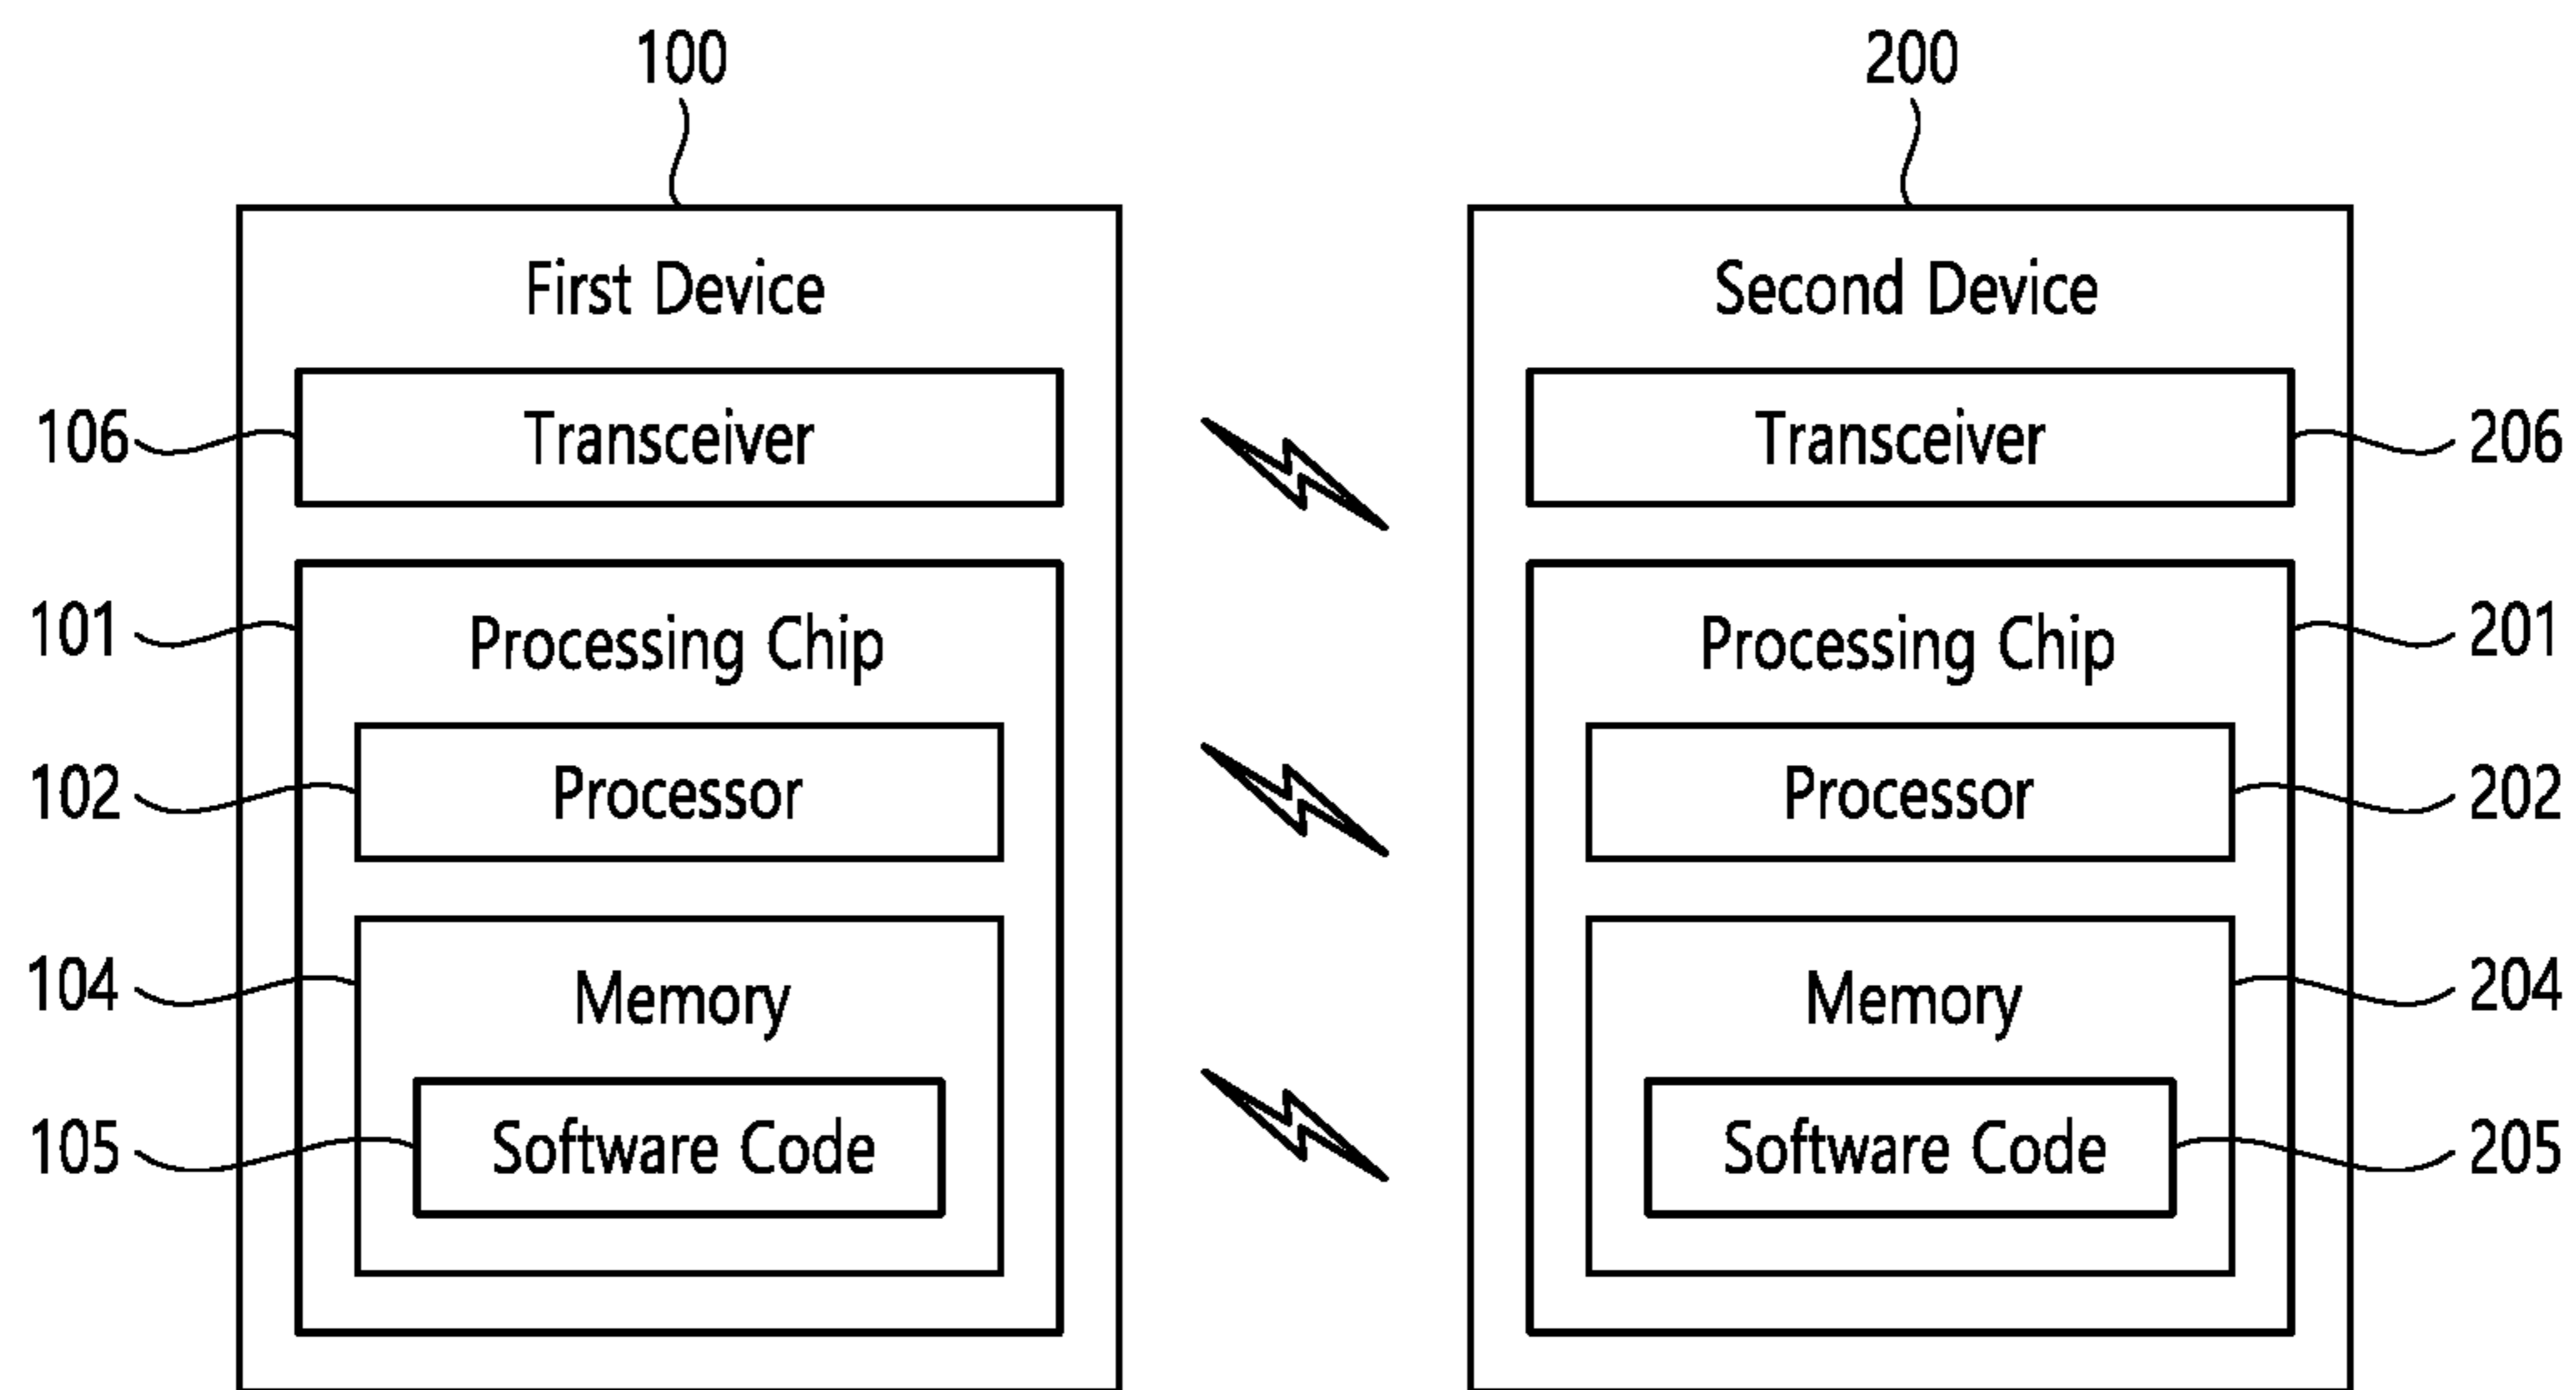 100
200
First Device
Second Device
106
Transceiver
Transceiver
206
101
Processing Chip
Processing Chip
201
102
Processor
Processor
202
104
Memory
Memory
204
105
Software Code
Software Code
205